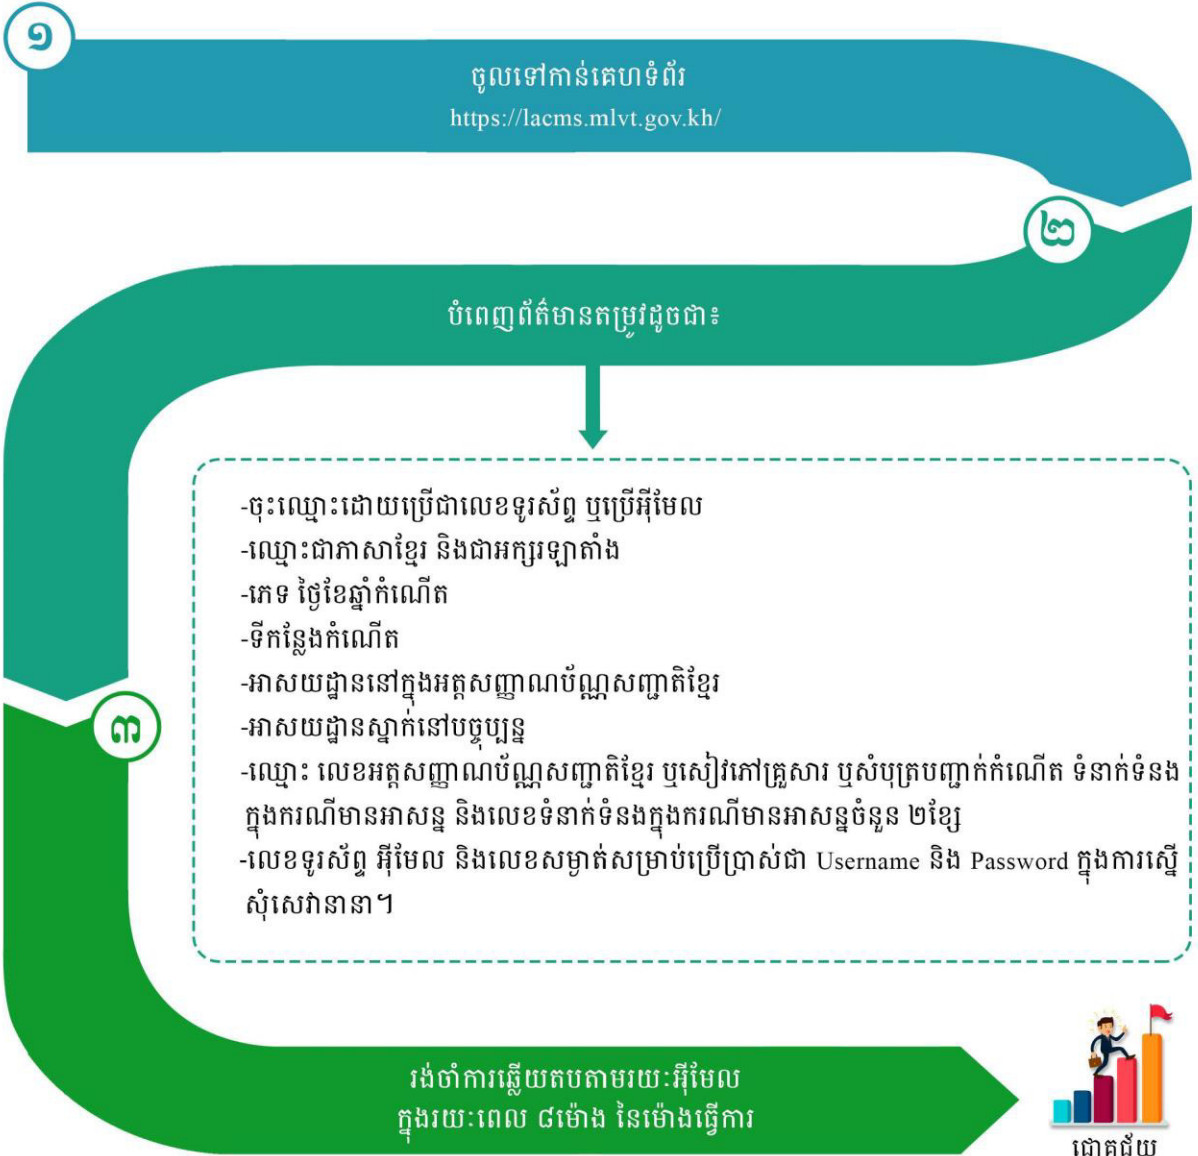 ១
ចូលទៅកាន់គេហទំព័រ
https://lacms.mlvt.gov.kh/
២
បំពេញព័ត៌មានតម្រូវដូចជា៖
-ចុះឈ្មោះដោយប្រើជាលេខទូរស័ព្ទ ឬប្រើអ៊ីមែល
-ឈ្មោះជាភាសាខ្មែរ និងជាអក្សរឡាតាំង
-ភេទ ថ្ងៃខែឆ្នាំកំណើត
-ទីកន្លែងកំណើត
-អាសយដ្ឋាននៅក្នុងអត្តសញ្ញាណប័ណ្ណសញ្ជាតិខ្មែរ
-អាសយដ្ឋានស្នាក់នៅបច្ចុប្បន្ន
-ឈ្មោះ លេខអត្តសញ្ញាណប័ណ្ណសញ្ជាតិខ្មែរ ឬសៀវភៅគ្រួសារ ឬសំបុត្របញ្ជាក់កំណើត ទំនាក់ទំនង
ក្នុងករណីមានអាសន្ន និងលេខទំនាក់ទំនងក្នុងករណីមានអាសន្នចំនួន ២ខ្សែ
-លេខទូរស័ព្ទ អ៊ីមែល និងលេខសម្ងាត់សម្រាប់ប្រើប្រាស់ជា Username និង Password ក្នុងការស្នើ
សុំសេវានានា។
៣
រង់ចាំការឆ្លើយតបតាមរយៈអ៊ីមែល
ក្នុងរយៈពេល ៨ម៉ោង នៃម៉ោងធ្វើការ
ជោគជ័យ